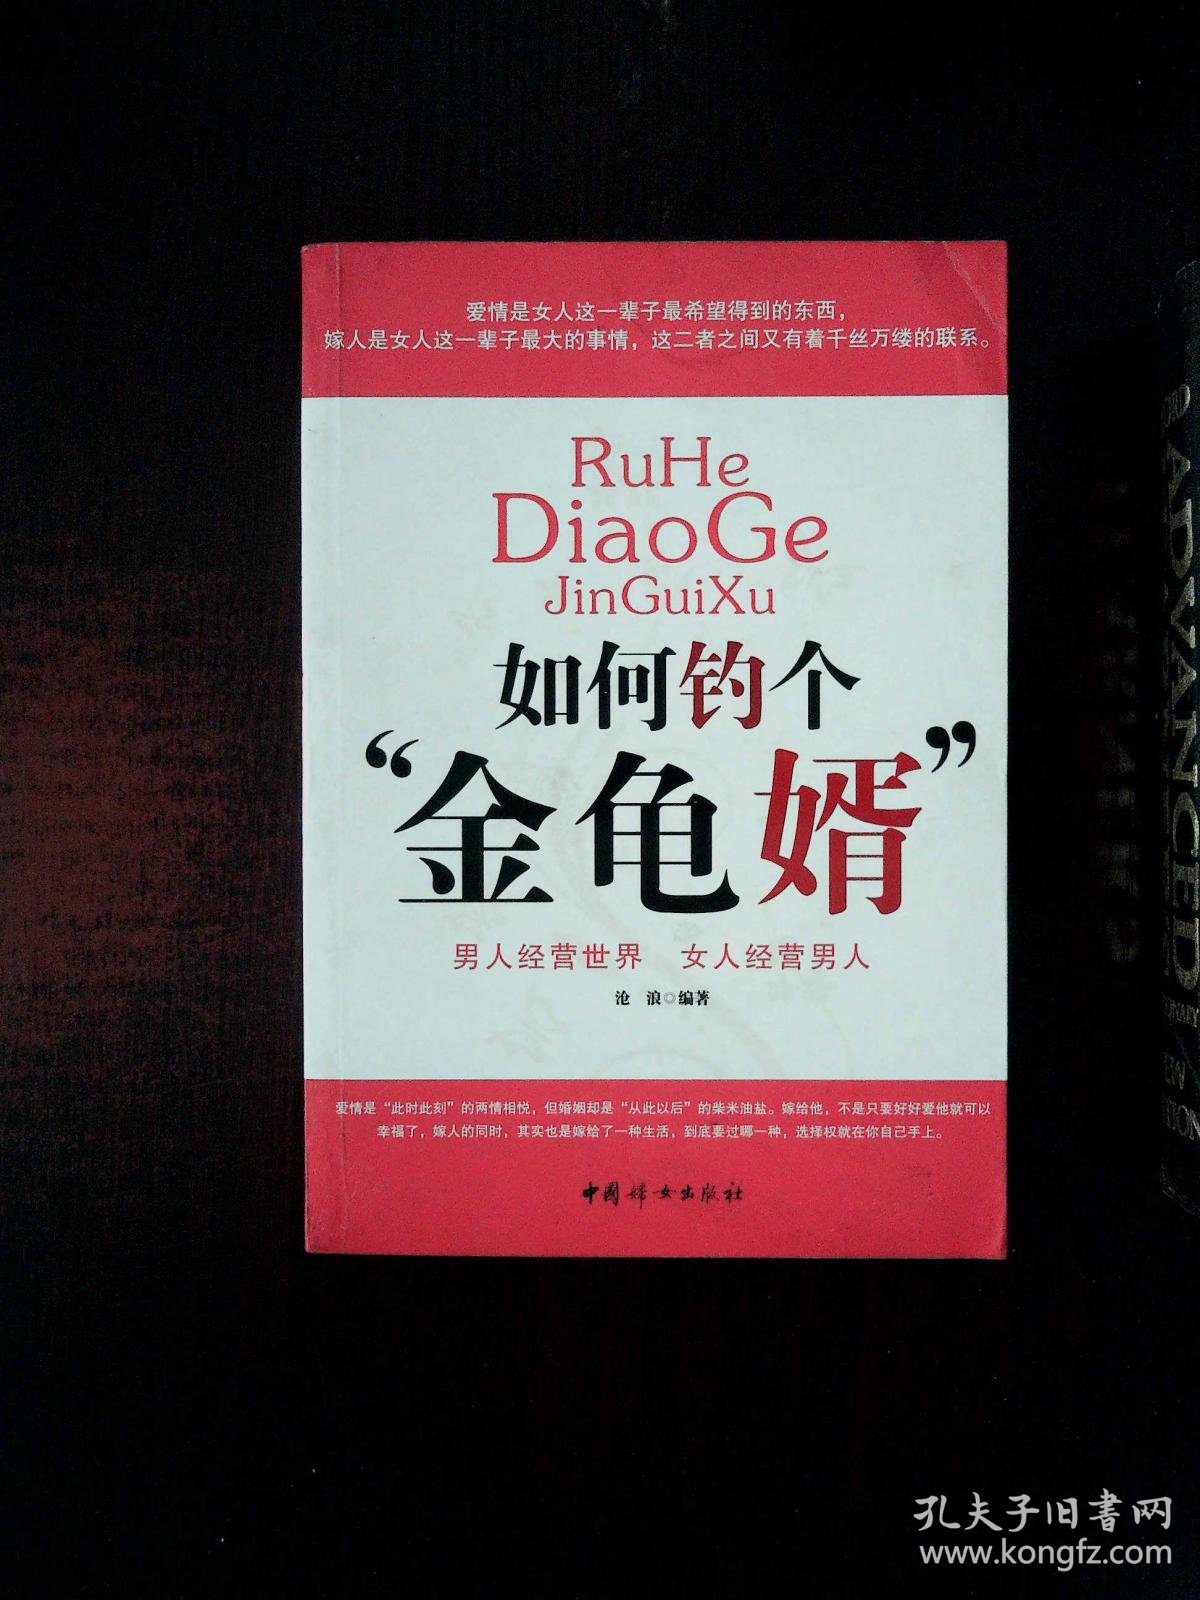 爱情是女人这一辈子最希望得到的东西，
嫁人是女人这一辈子最大的事情，这二者之间又有着千丝万缕的联系。
RuHe
DiaoGe
JinGuiXu
如何钓个
“金龟婿”
男人经营世界 女人经营男人
沧 浪◎编著
爱情是“此时此刻”的两情相悦，但婚姻却是“从此以后”的柴米油盐。嫁给他，不是只要好好爱他就可以
幸福了，嫁人的同时，其实也是嫁给了一种生活，到底要过哪一种，选择权就在你自己手上。
中国妇女出版社
ADVANCED
孔夫子旧书网
www.kongfz.com